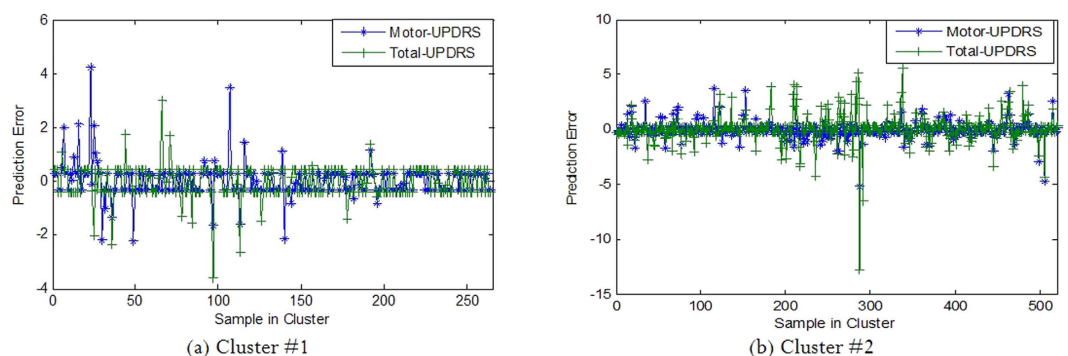 6
4
2
0
-2
-4
Prediction Error
Motor-UPDRS
Total-UPDRS
0 50 100 150 200 250
Sample in Cluster
(a) Cluster #1
10
5
0
-5
-10
-15
Prediction Error
Motor-UPDRS
Total-UPDRS
0 100 200 300 400 500
Sample in Cluster
(b) Cluster #2